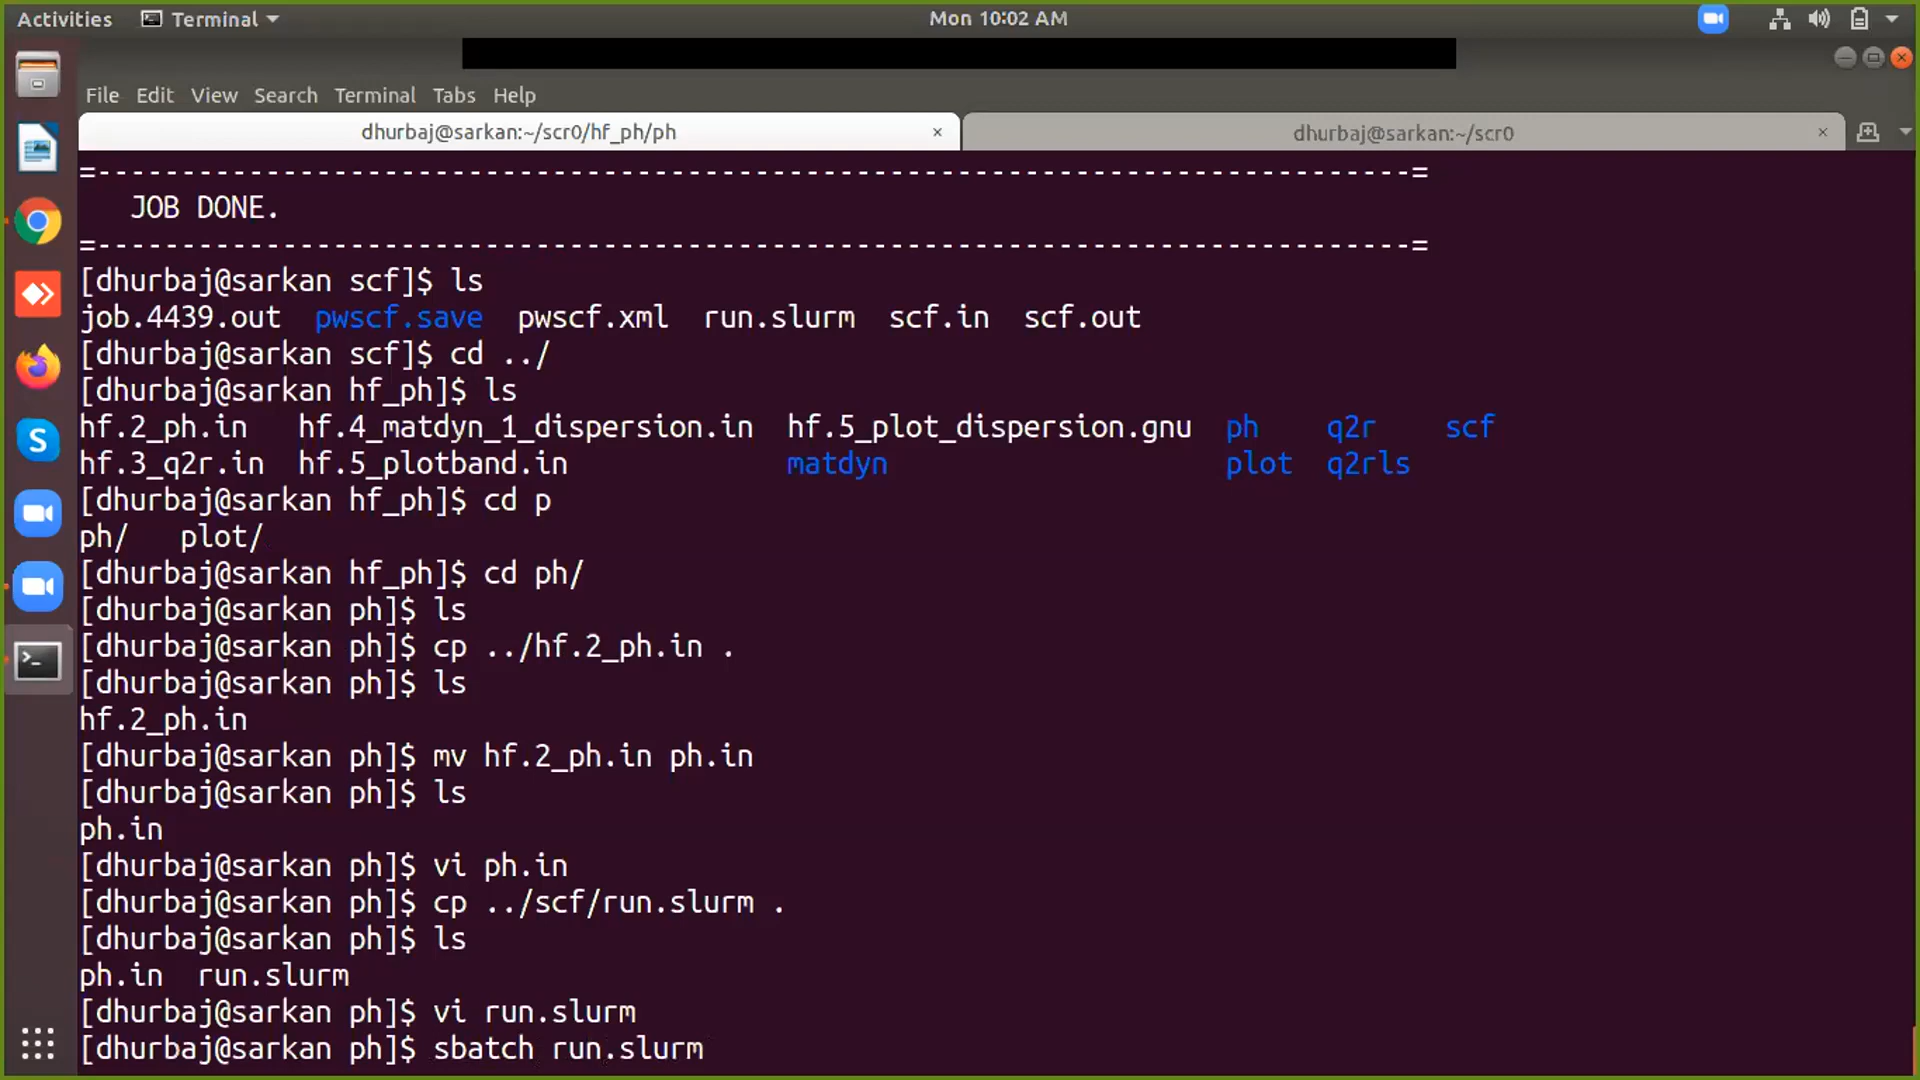 Activities Terminal Mon 10:02 AM
File Edit View Search Terminal Tabs Help
dhurbaj@sarkan:~/scr0/hf_ph/ph × dhurbaj@sarkan:~/scr0 ×
=------------------------------------------------------------------------------=
JOB DONE.
=------------------------------------------------------------------------------=
[dhurbaj@sarkan scf]$ ls
job.4439.out pwscf.save pwscf.xml run.slurm scf.in scf.out
[dhurbaj@sarkan scf]$ cd ../
[dhurbaj@sarkan hf_ph]$ ls
hf.2_ph.in hf.4_matdyn_1_dispersion.in hf.5_plot_dispersion.gnu ph q2r scf
hf.3_q2r.in hf.5_plotband.in matdyn plot q2rls
[dhurbaj@sarkan hf_ph]$ cd p
ph/ plot/
[dhurbaj@sarkan hf_ph]$ cd ph/
[dhurbaj@sarkan ph]$ ls
[dhurbaj@sarkan ph]$ cp ../hf.2_ph.in .
[dhurbaj@sarkan ph]$ ls
hf.2_ph.in
[dhurbaj@sarkan ph]$ mv hf.2_ph.in ph.in
[dhurbaj@sarkan ph]$ ls
ph.in
[dhurbaj@sarkan ph]$ vi ph.in
[dhurbaj@sarkan ph]$ cp ../scf/run.slurm .
[dhurbaj@sarkan ph]$ ls
ph.in run.slurm
[dhurbaj@sarkan ph]$ vi run.slurm
[dhurbaj@sarkan ph]$ sbatch run.slurm